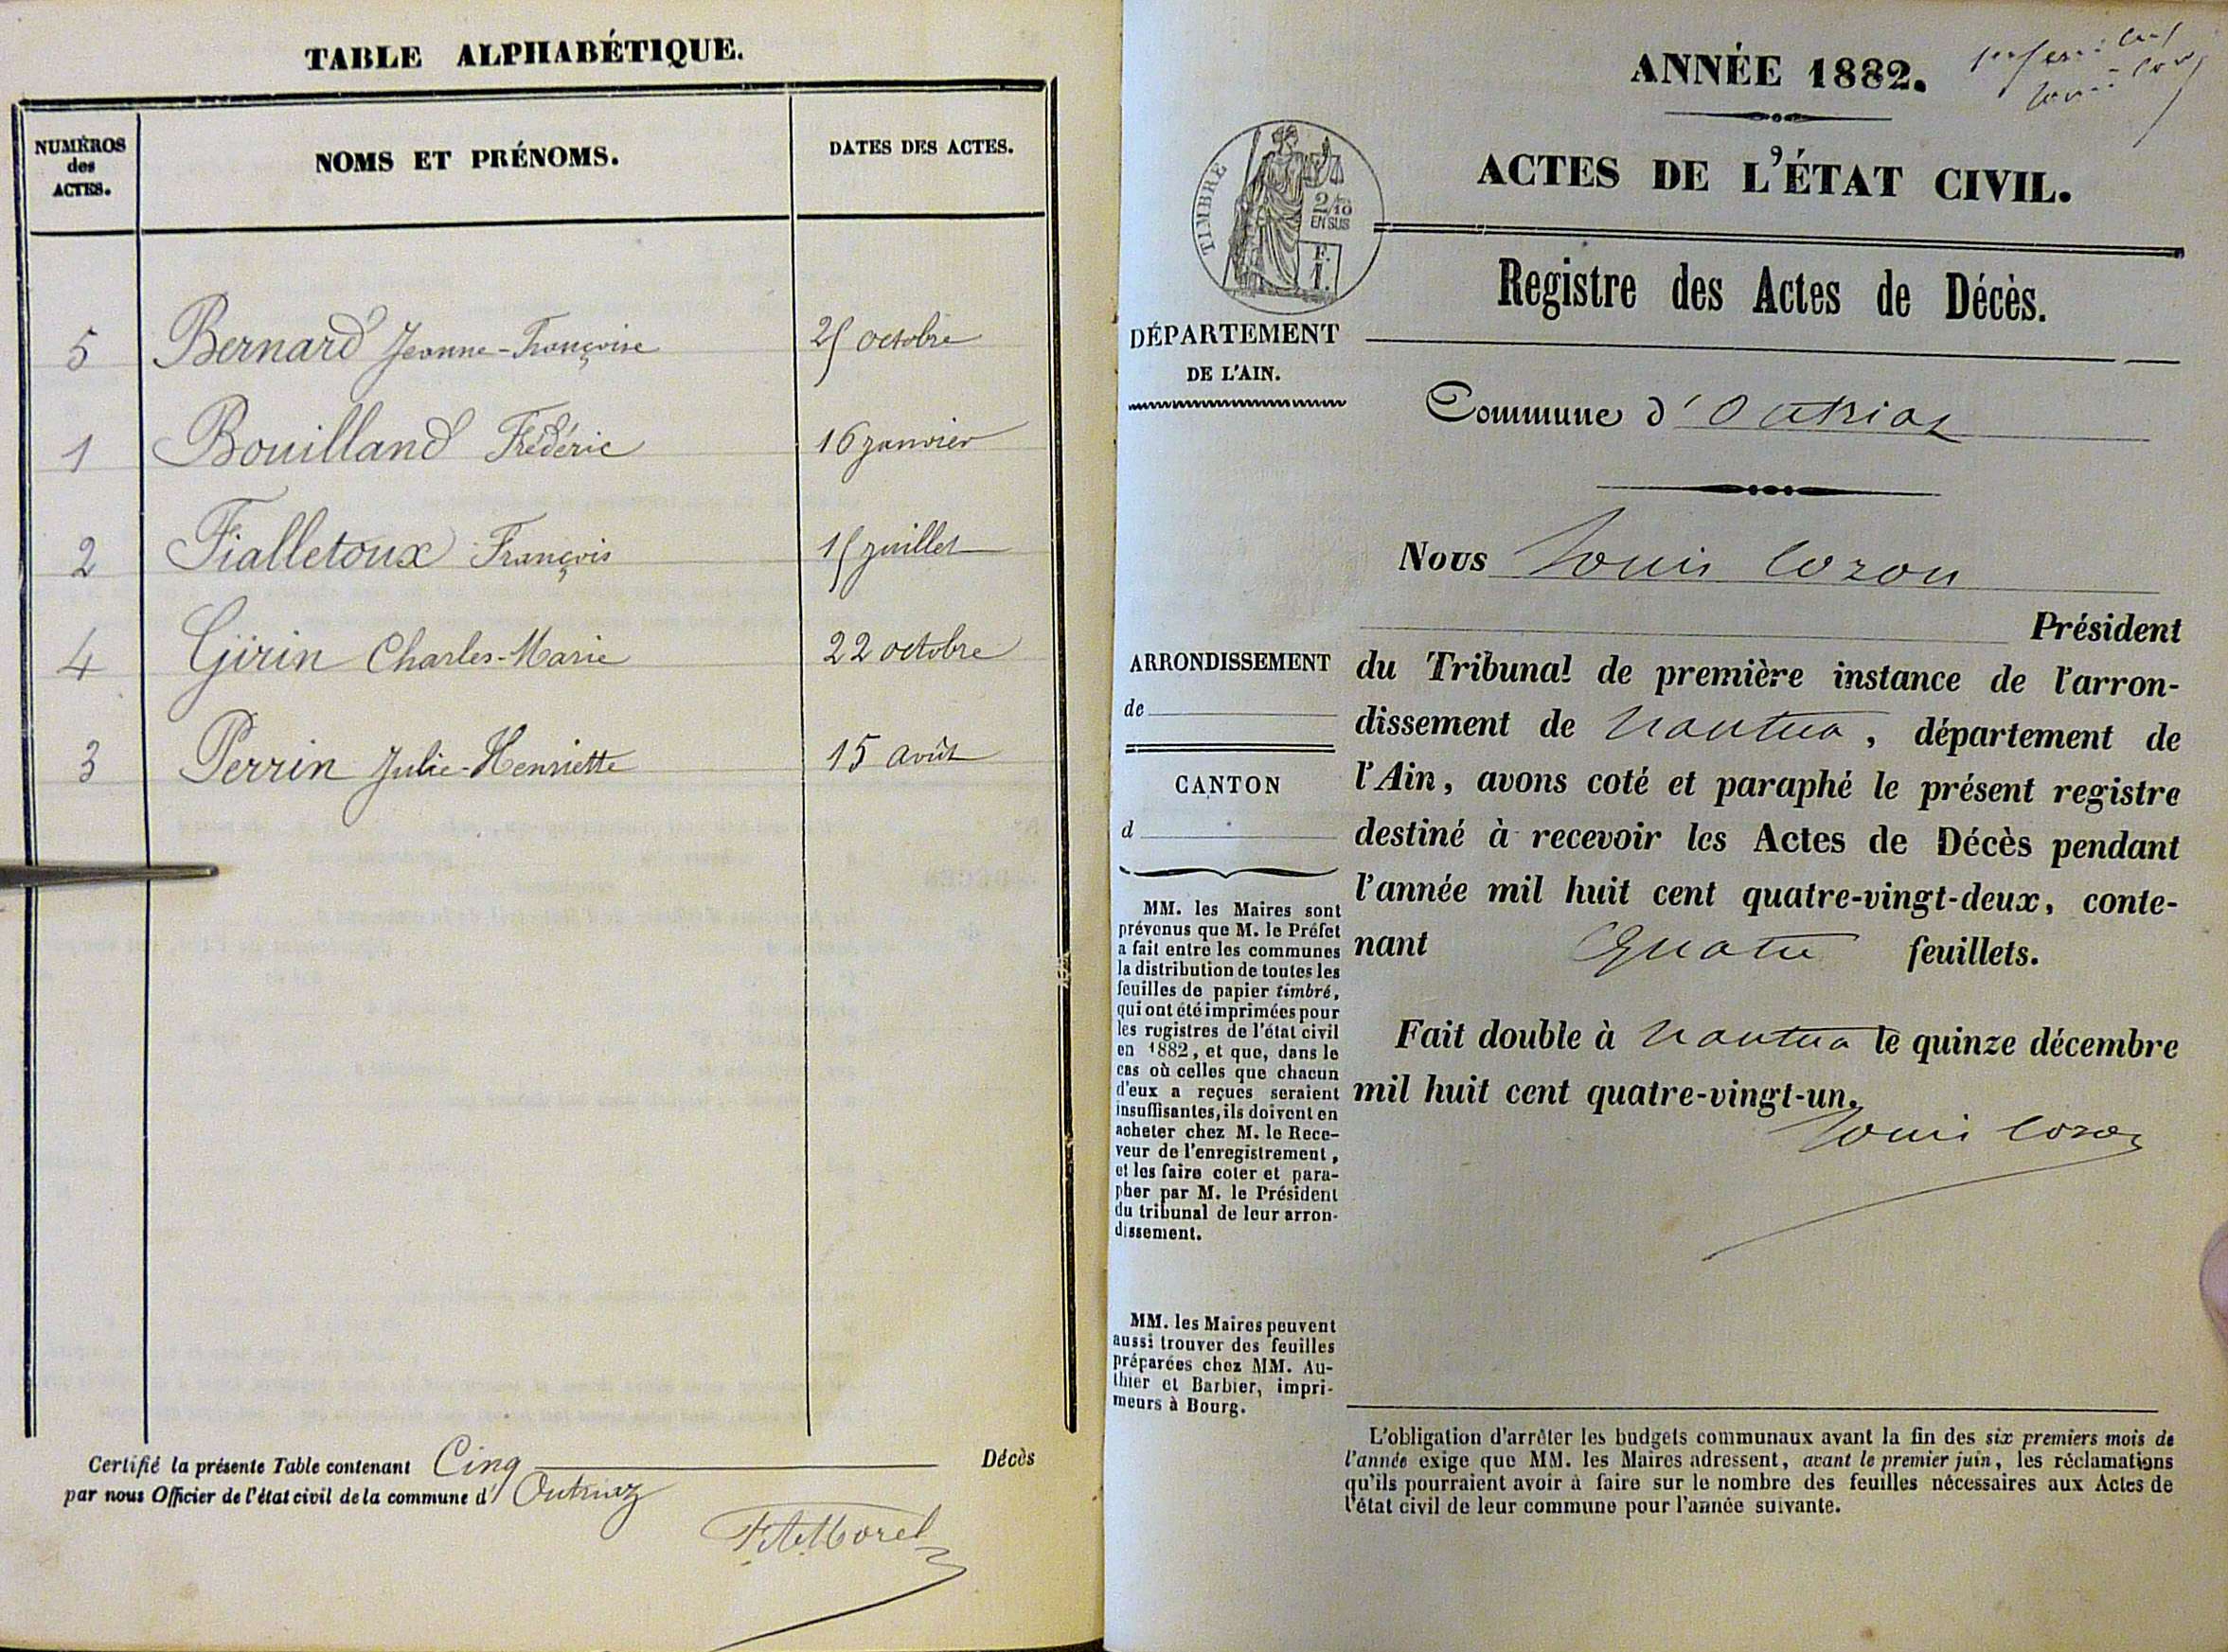 TABLE ALPHABÉTIQUE.
NUMÉROS
des
ACTES.
NOMS ET PRÉNOMS.
DATES DES ACTES.
5 Bernard Jeanne-Françoise 25 octobre
1 Bouilland Frédéric 16 janvier
2 Fialletoux François 15 juillet
4 Girin Charles-Marie 22 octobre
3 Perrin Julie-Henriette 15 Août
Certifié la présente Table contenant Cinq Décès
par nous Officier de l'état civil de la commune d' Outriaz
Morel
ANNÉE 1882.
ACTES DE L'ÉTAT CIVIL.
TIMBRE
2/10
EN SUS
F.
1.
Registre des Actes de Décès.
DÉPARTEMENT
DE L'AIN.
Commune d' Outriaz
Nous Louis Cozon
Président
du Tribunal de première instance de l'arron-
dissement de Nantua, département de
l'Ain, avons coté et paraphé le présent registre
destiné à recevoir les Actes de Décès pendant
l'année mil huit cent quatre-vingt-deux, conte-
nant Quatre feuillets.
Fait double à Nantua le quinze décembre
mil huit cent quatre-vingt-un.
Louis Cozon
ARRONDISSEMENT
de
CANTON
d
MM. les Maires sont
prévenus que M. le Préfet
a fait entre les communes
la distribution de toutes les
feuilles de papier timbré,
qui ont été imprimées pour
les registres de l'état civil
en 1882, et que, dans le
cas où celles que chacun
d'eux a reçues seraient
insuffisantes, ils doivent en
acheter chez M. le Rece-
veur de l'enregistrement,
et les faire coter et para-
pher par M. le Président
du tribunal de leur arron-
dissement.
MM. les Maires peuvent
aussi trouver des feuilles
préparées chez MM. Au-
thier et Barbier, impri-
meurs à Bourg.
L'obligation d'arrêter les budgets communaux avant la fin des six premiers mois de
l'année exige que MM. les Maires adressent, avant le premier juin, les réclamations
qu'ils pourraient avoir à faire sur le nombre des feuilles nécessaires aux Actes de
l'état civil de leur commune pour l'année suivante.